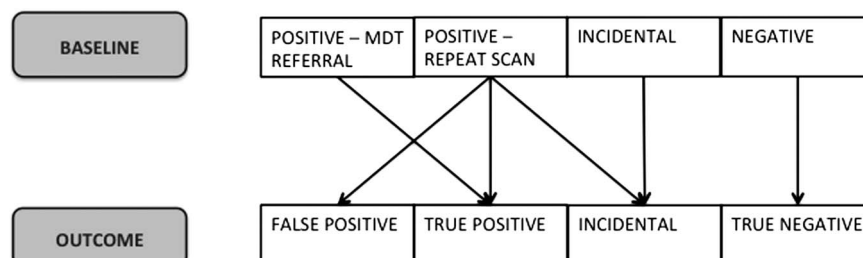 BASELINE
POSITIVE – MDT
REFERRAL
POSITIVE –
REPEAT SCAN
INCIDENTAL
NEGATIVE
OUTCOME
FALSE POSITIVE
TRUE POSITIVE
INCIDENTAL
TRUE NEGATIVE